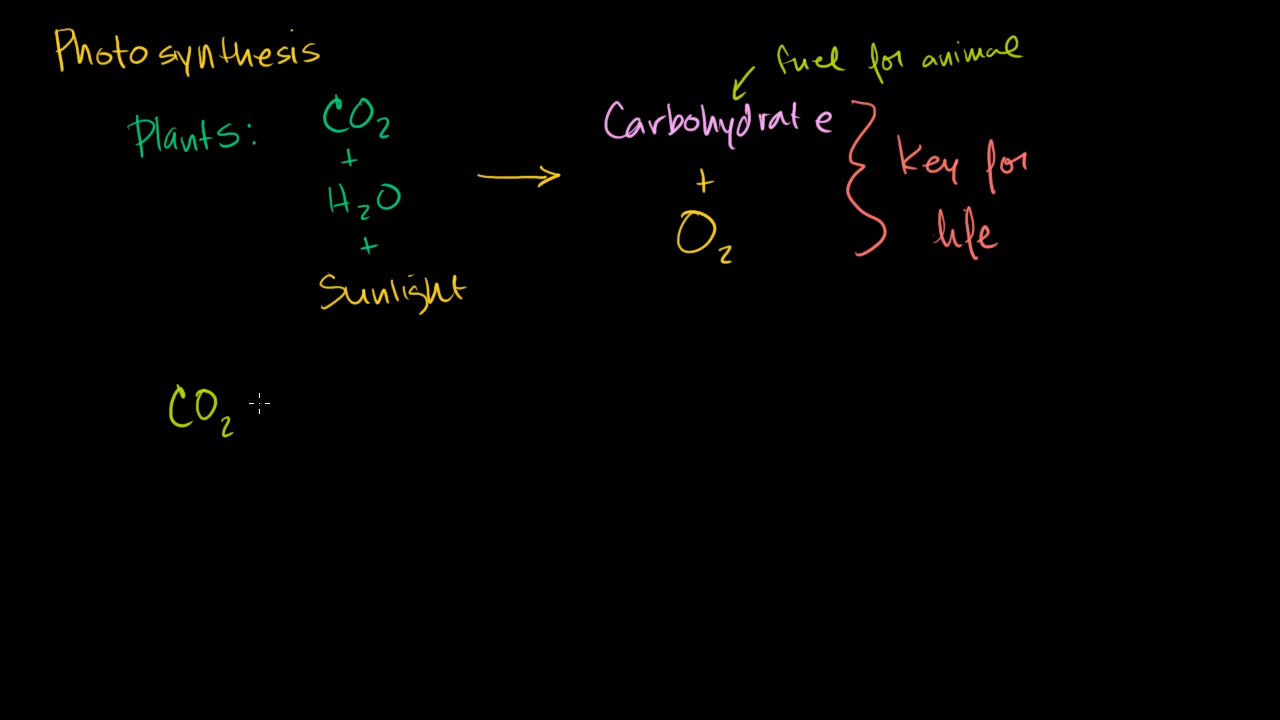 Photosynthesis
fuel for animal
Plants: CO₂ Carbohydrate
+
H₂O → + Key for
+ O₂ life
Sunlight
CO₂